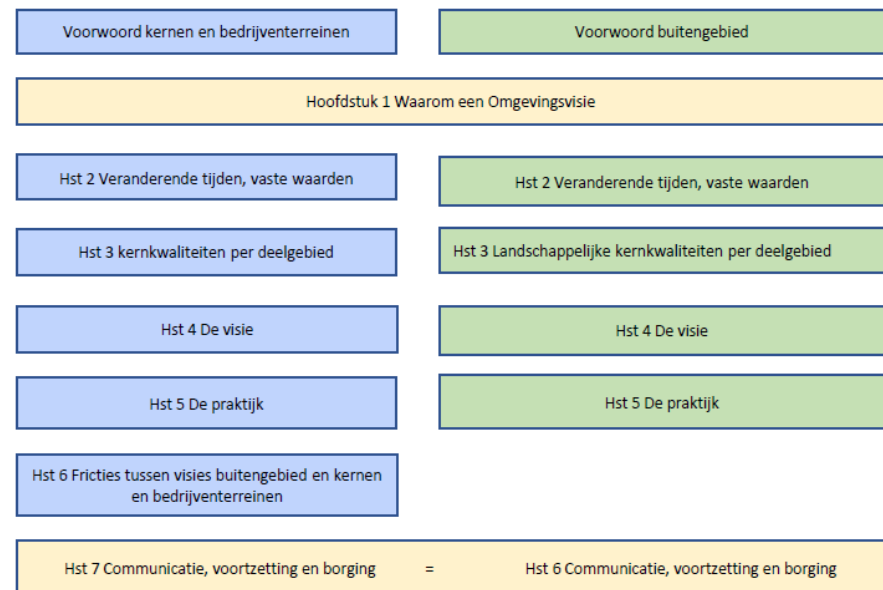 Voorwoord kernen en bedrijventerreinen
Voorwoord buitengebied
Hoofdstuk 1 Waarom een Omgevingsvisie
Hst 2 Veranderende tijden, vaste waarden
Hst 2 Veranderende tijden, vaste waarden
Hst 3 kernkwaliteiten per deelgebied
Hst 3 Landschappelijke kernkwaliteiten per deelgebied
Hst 4 De visie
Hst 4 De visie
Hst 5 De praktijk
Hst 5 De praktijk
Hst 6 Fricties tussen visies buitengebied en kernen
en bedrijventerreinen
Hst 7 Communicatie, voortzetting en borging = Hst 6 Communicatie, voortzetting en borging